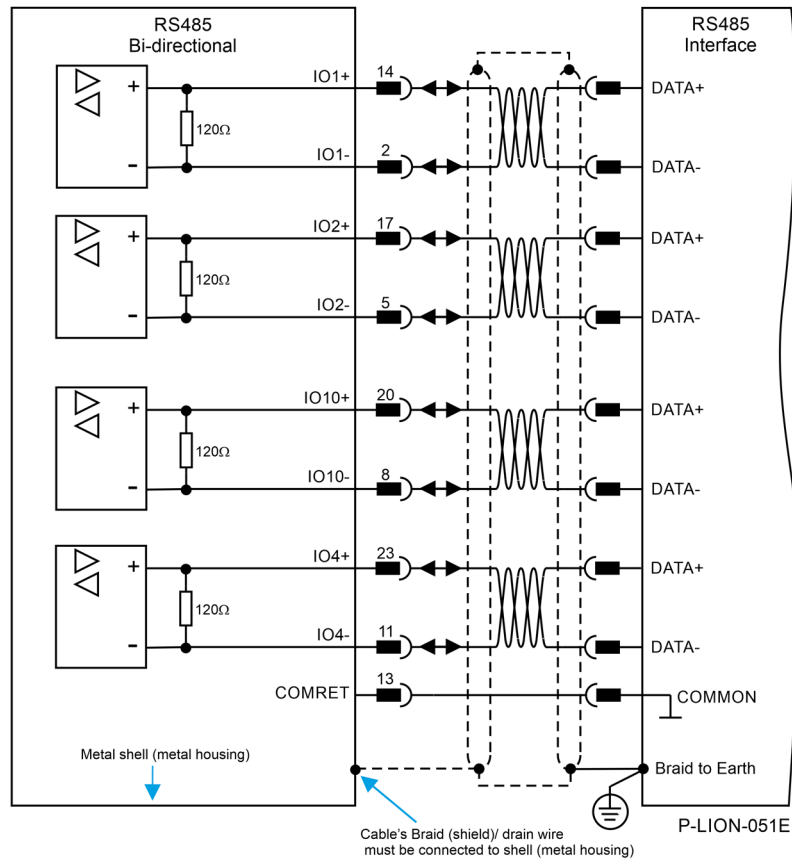 RS485
Bi-directional
RS485
Interface
IO1+
14
DATA+
+
120Ω
-
IO1-
2
DATA-
IO2+
17
DATA+
+
120Ω
-
IO2-
5
DATA-
IO10+
20
DATA+
+
120Ω
-
IO10-
8
DATA-
IO4+
23
DATA+
+
120Ω
-
IO4-
11
DATA-
COMRET
13
COMMON
Metal shell (metal housing)
Braid to Earth
P-LION-051E
Cable's Braid (shield)/ drain wire
must be connected to shell (metal housing)